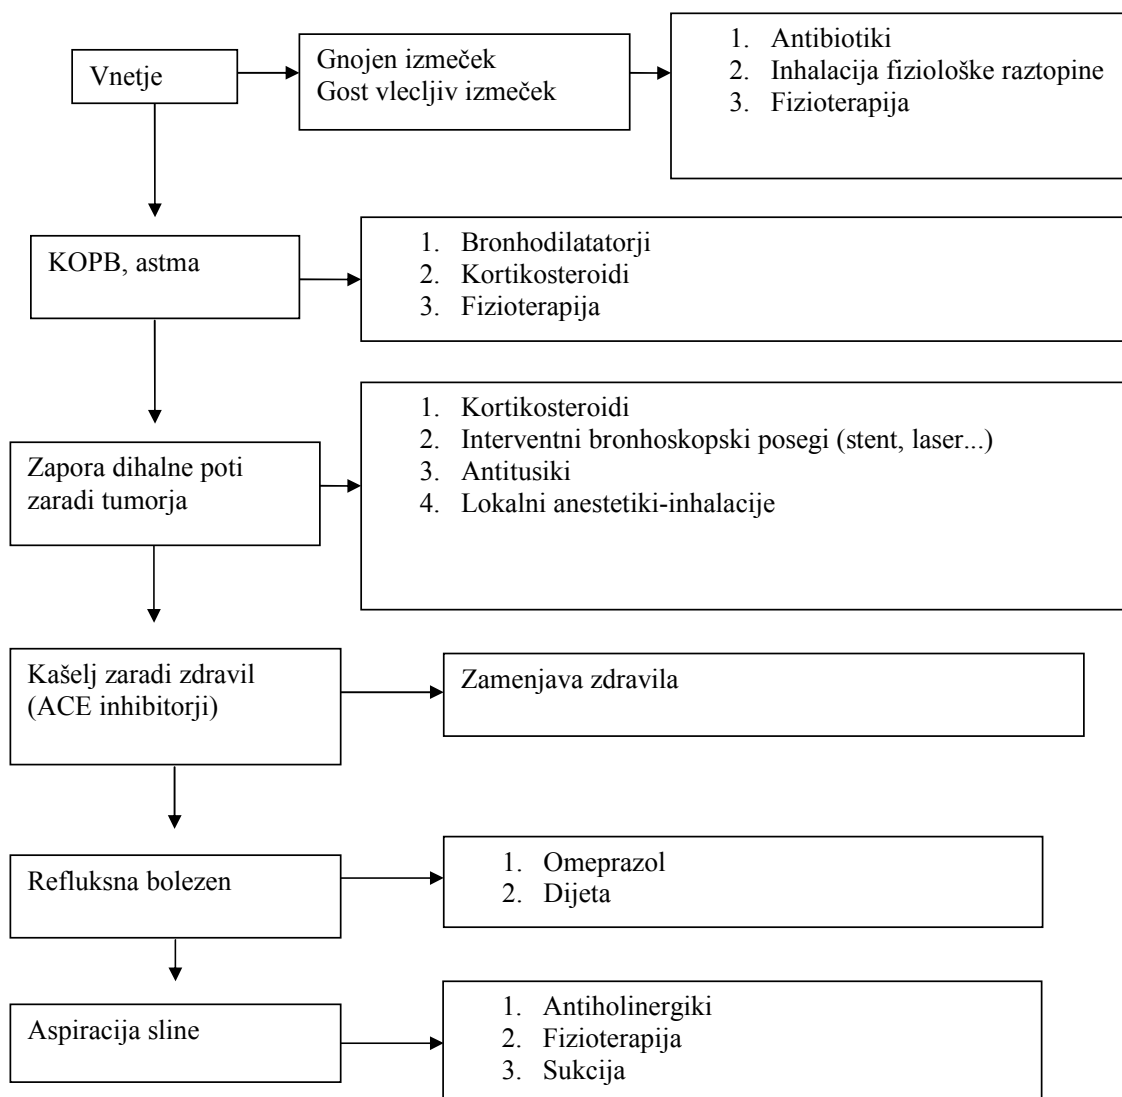 Vnetje
Gnojen izmeček
Gost vlecljiv izmeček
1. Antibiotiki
2. Inhalacija fiziološke raztopine
3. Fizioterapija
KOPB, astma
1. Bronhodilatatorji
2. Kortikosteroidi
3. Fizioterapija
Zapora dihalne poti
zaradi tumorja
1. Kortikosteroidi
2. Interventni bronhoskopski posegi (stent, laser...)
3. Antitusiki
4. Lokalni anestetiki-inhalacije
Kašelj zaradi zdravil
(ACE inhibitorji)
Zamenjava zdravila
Refluksna bolezen
1. Omeprazol
2. Dijeta
Aspiracija sline
1. Antiholinergiki
2. Fizioterapija
3. Sukcija